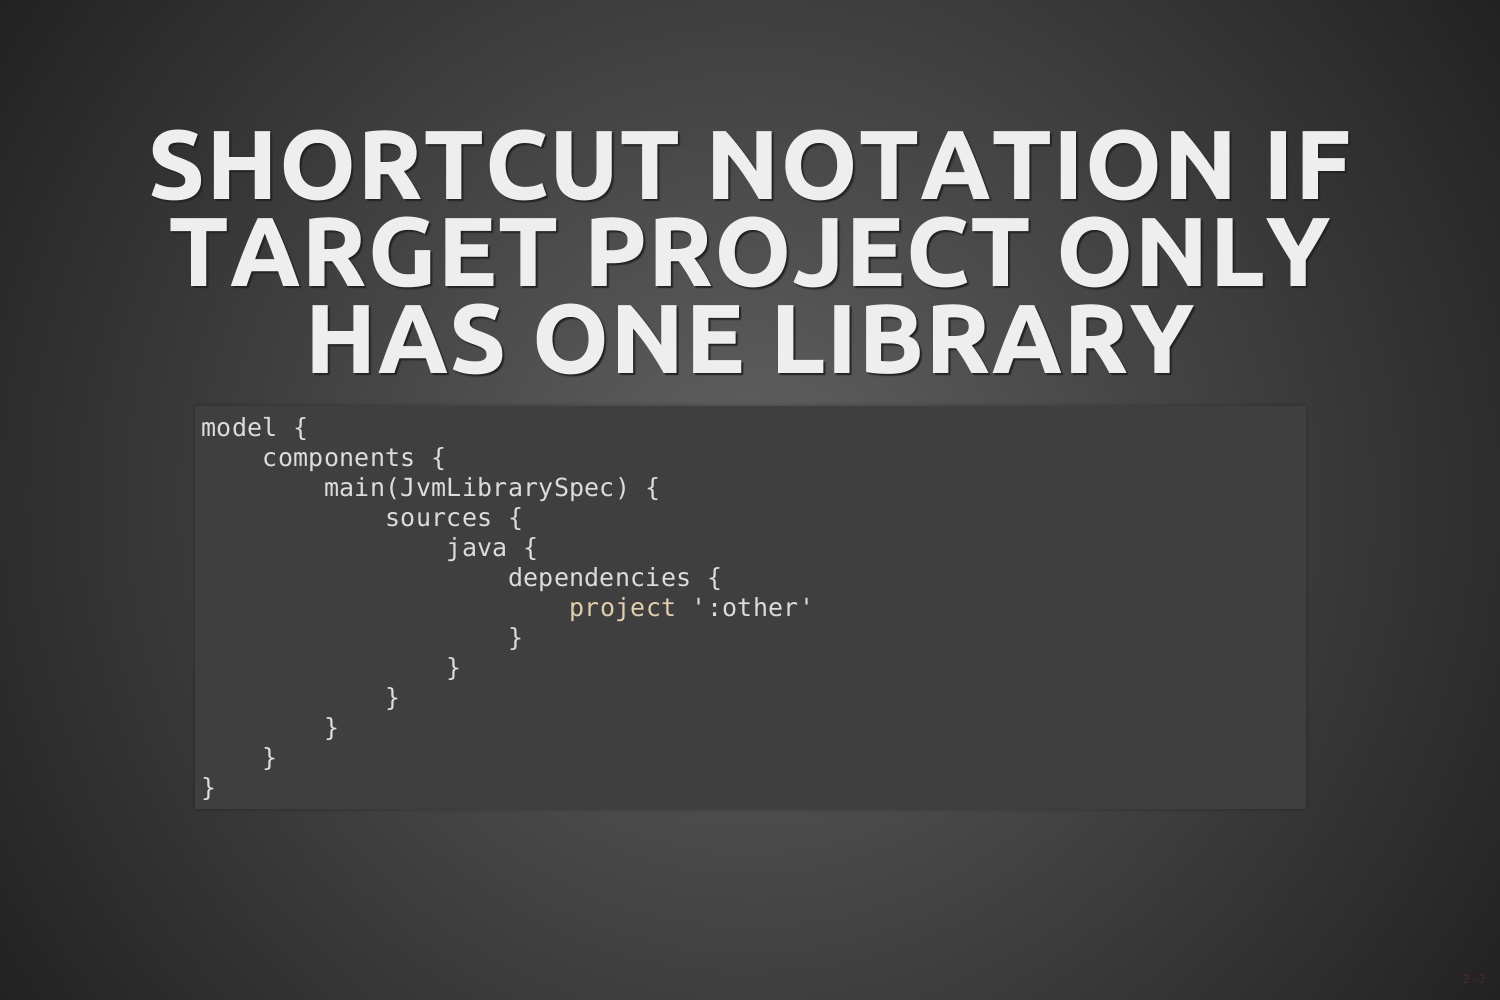 SHORTCUT NOTATION IF
TARGET PROJECT ONLY
HAS ONE LIBRARY
model {
    components {
        main(JvmLibrarySpec) {
            sources {
                java {
                    dependencies {
                        project ':other'
                    }
                }
            }
        }
    }
}